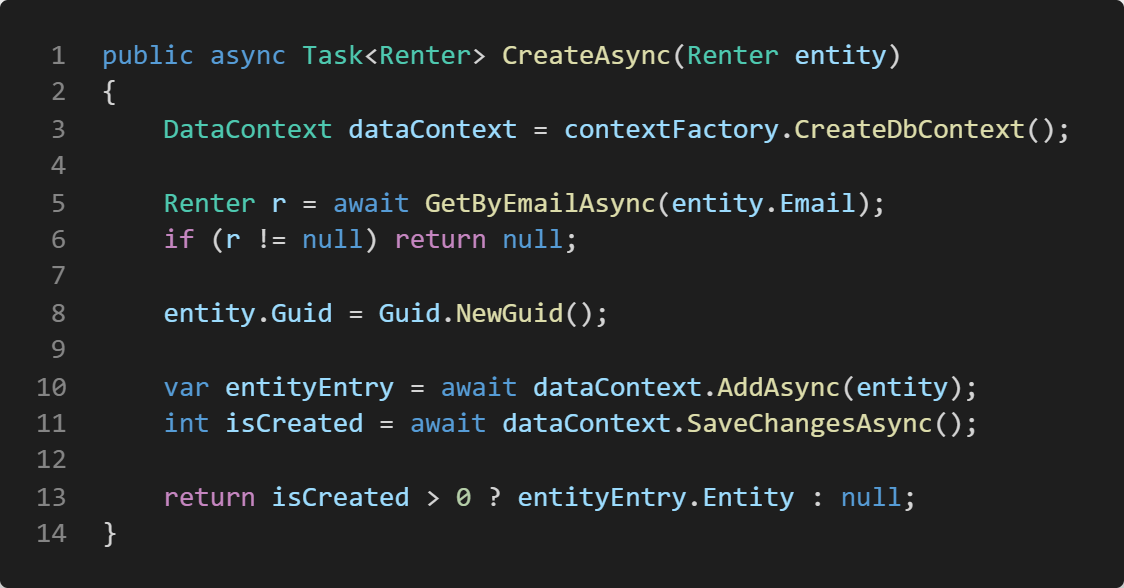 1 public async Task<Renter> CreateAsync(Renter entity)
2 {
3     DataContext dataContext = contextFactory.CreateDbContext();
4
5     Renter r = await GetByEmailAsync(entity.Email);
6     if (r != null) return null;
7
8     entity.Guid = Guid.NewGuid();
9
10     var entityEntry = await dataContext.AddAsync(entity);
11     int isCreated = await dataContext.SaveChangesAsync();
12
13     return isCreated > 0 ? entityEntry.Entity : null;
14 }